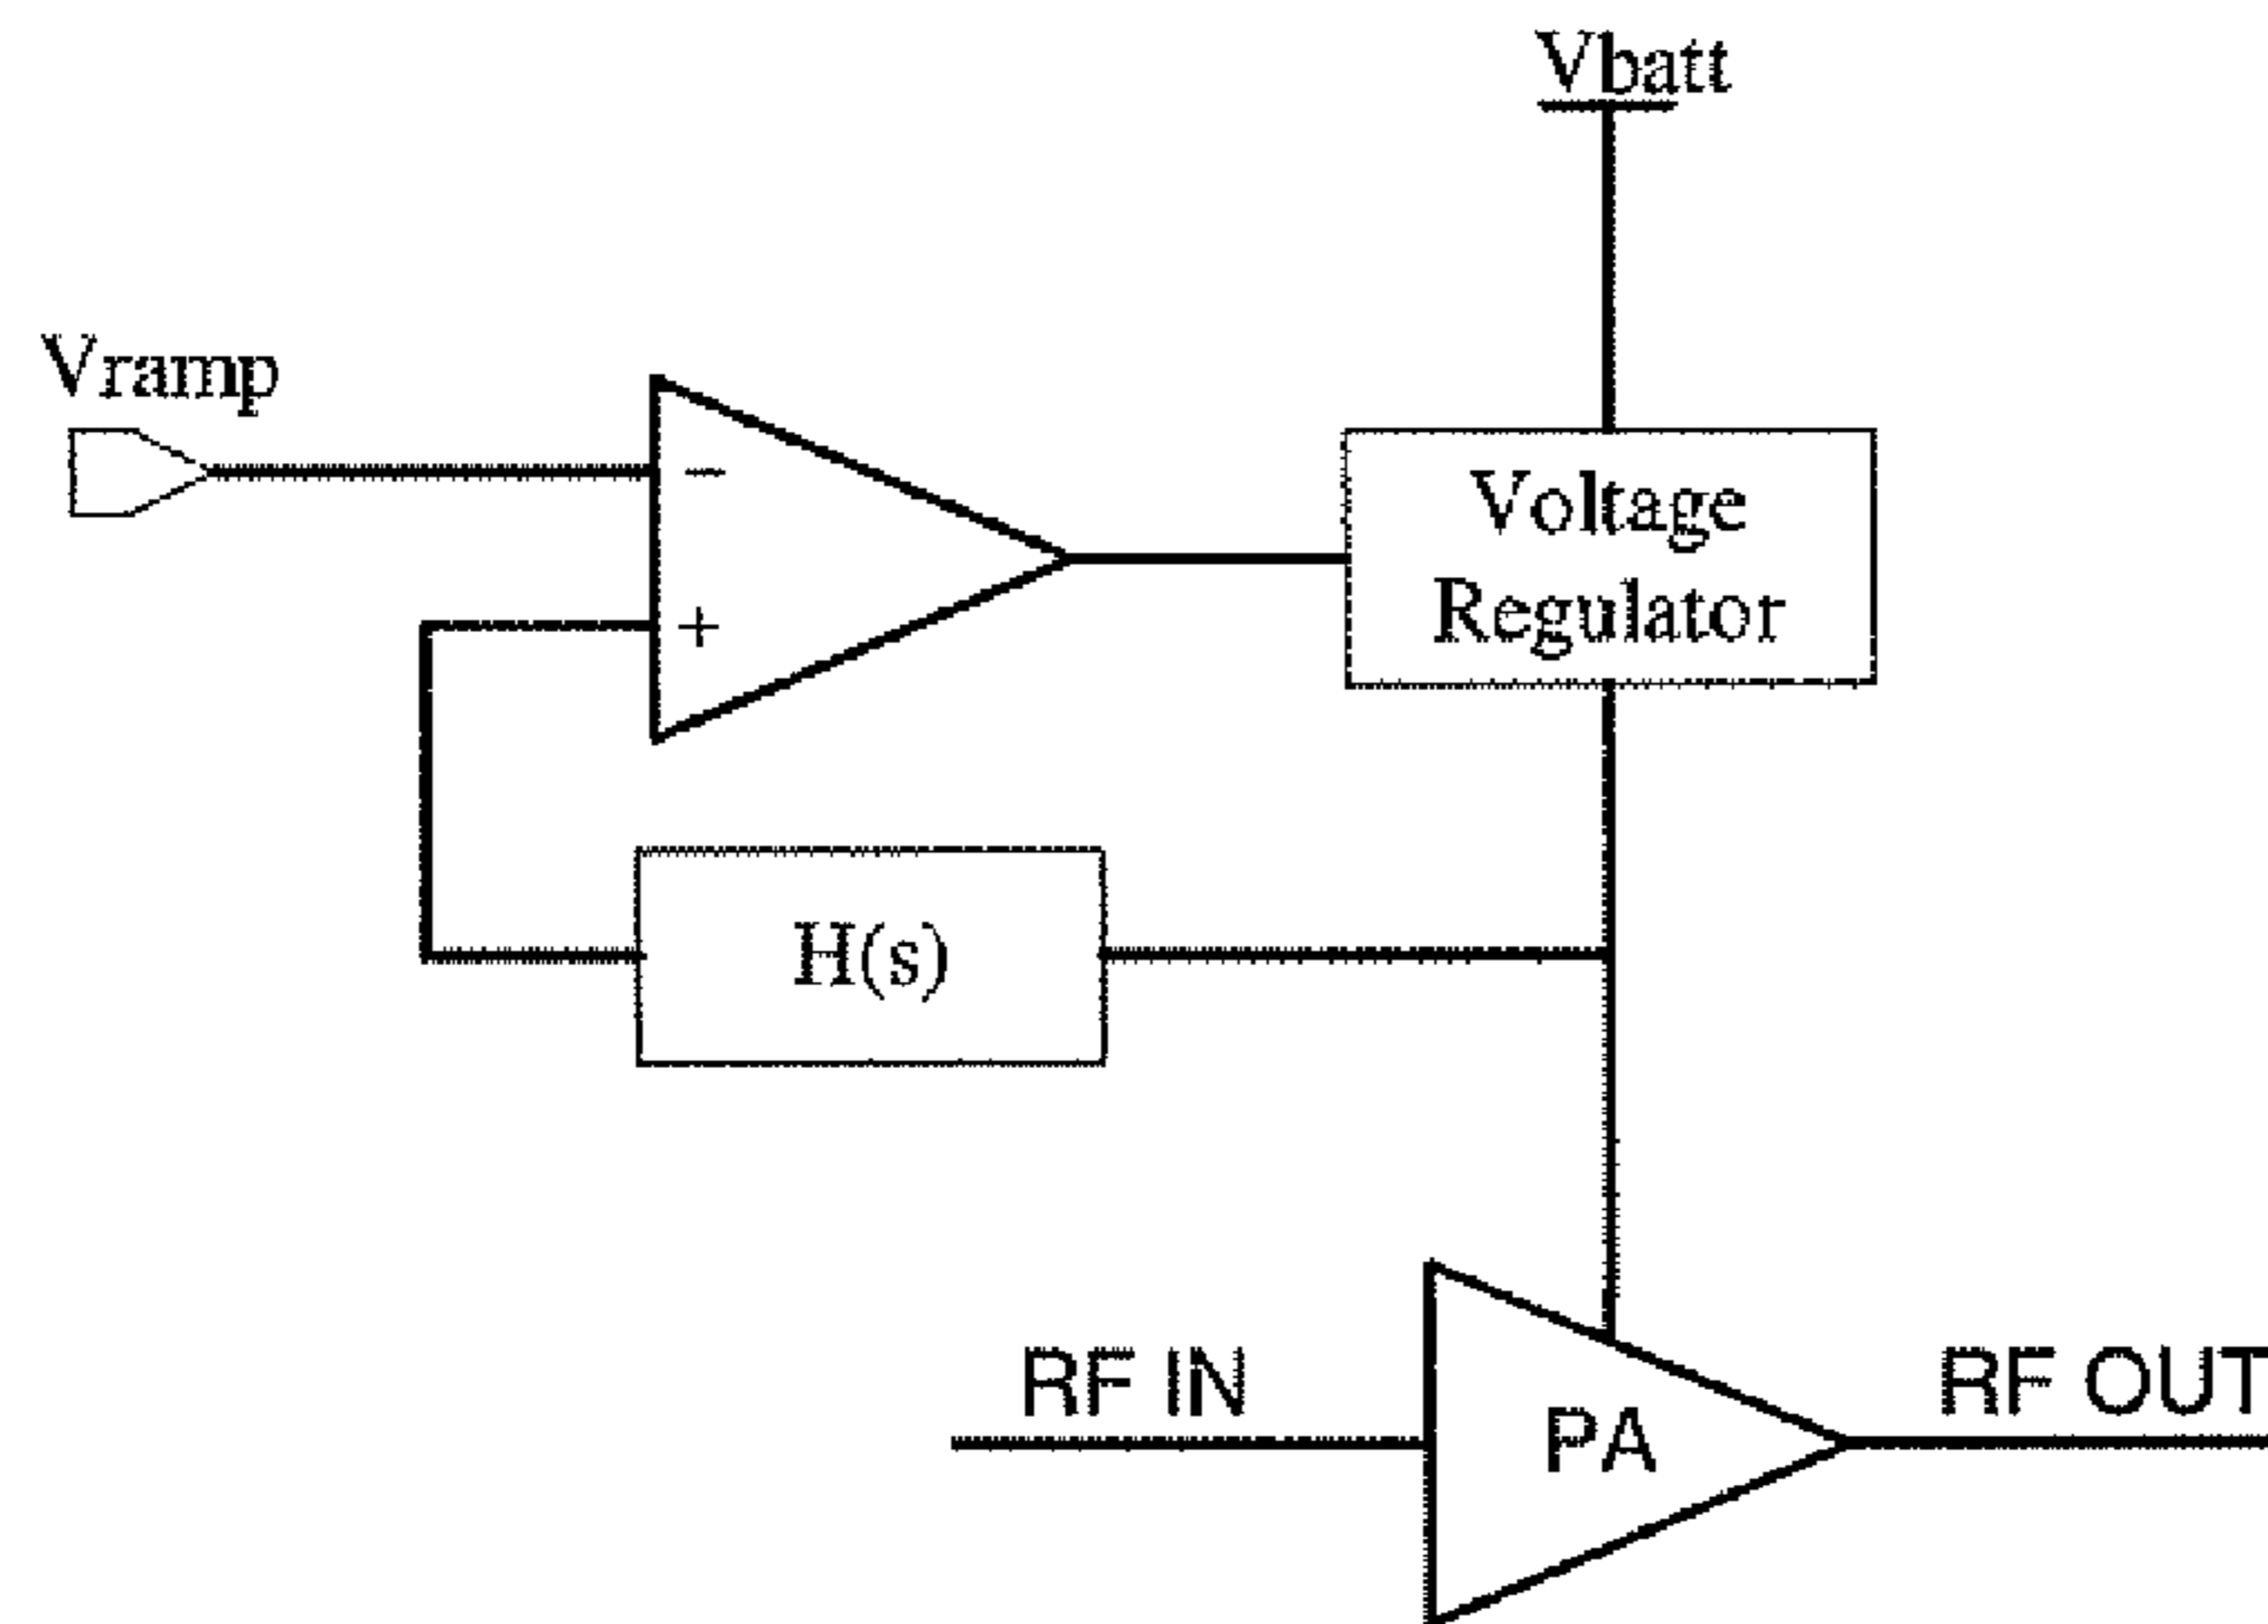 Vbatt
Vramp
−
+
Voltage
Regulator
H(s)
RF IN
PA
RF OUT